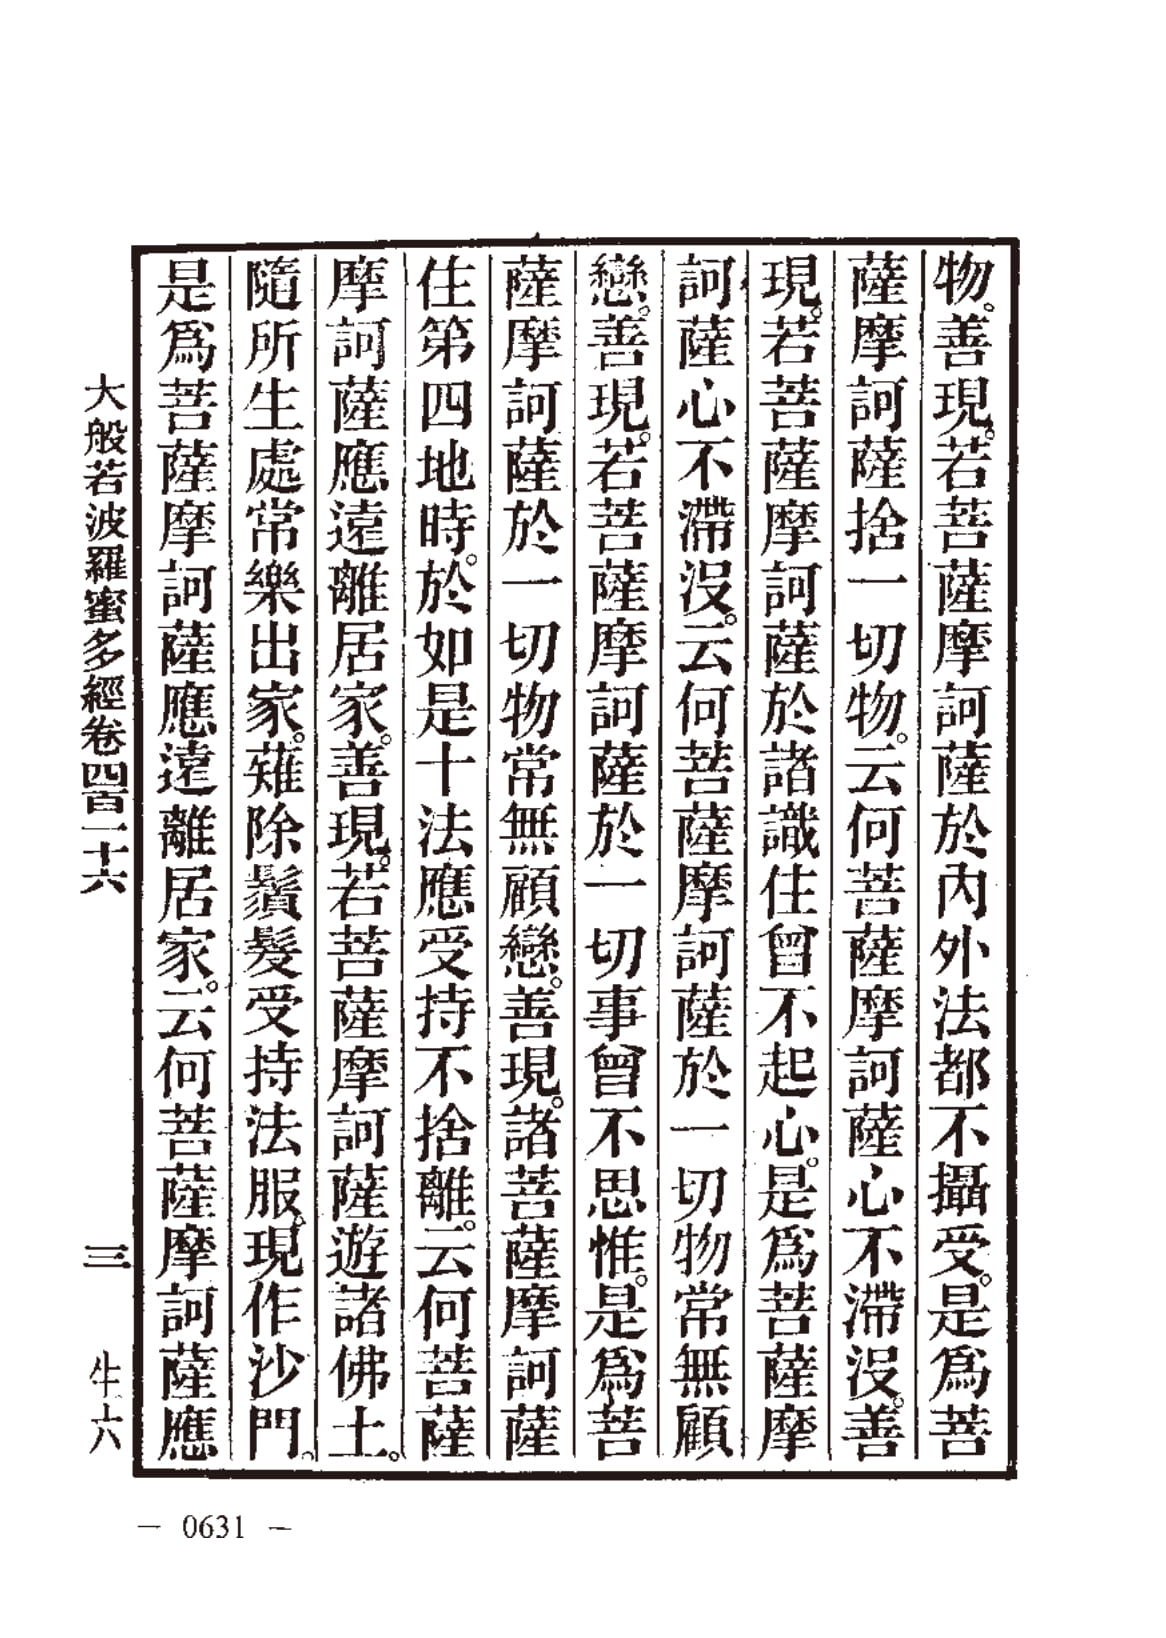 物。善現。若菩薩摩訶薩於內外法都不攝受。是爲菩
薩摩訶薩捨一切物。云何菩薩摩訶薩心不滯没。善
現。若菩薩摩訶薩於諸識住曾不起心。是爲菩薩摩
訶薩心不滯没。云何菩薩摩訶薩於一切物常無顧
戀。善現。若菩薩摩訶薩於一切事曾不思惟。是爲菩
薩摩訶薩於一切物常無顧戀。善現。諸菩薩摩訶薩
住第四地時。於如是十法應受持不捨離。云何菩薩
摩訶薩應遠離居家。善現。若菩薩摩訶薩遊諸佛土。
隨所生處常樂出家。薙除鬚髮受持法服。現作沙門。
是爲菩薩摩訶薩應遠離居家。云何菩薩摩訶薩應
大般若波羅蜜多經卷四百一十六 三 生六
— 0631 —